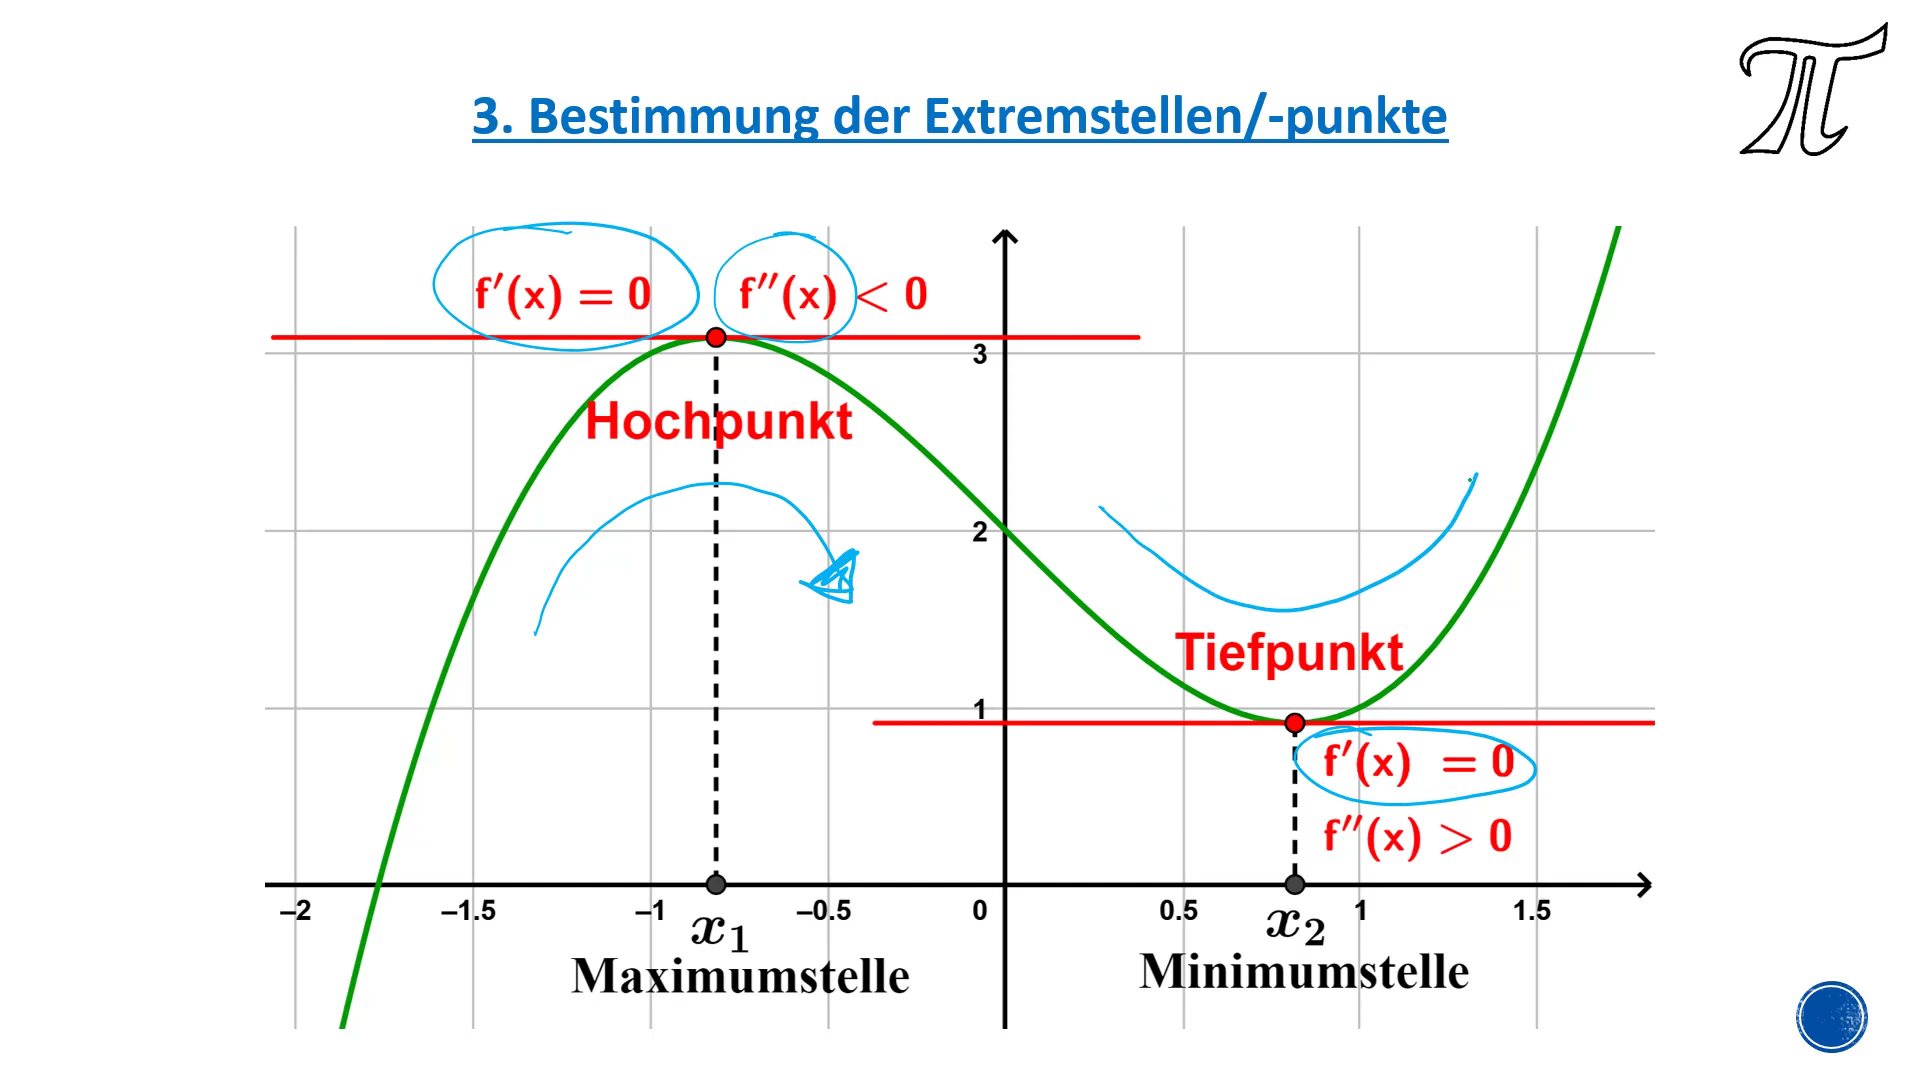 π
3. Bestimmung der Extremstellen/-punkte
f′(x) = 0 f″(x) < 0
3
Hochpunkt
2
Tiefpunkt
1
f′(x) = 0
f″(x) > 0
–2 –1.5 –1 –0.5 0 0.5 1 1.5
x₁ x₂
Maximumstelle Minimumstelle